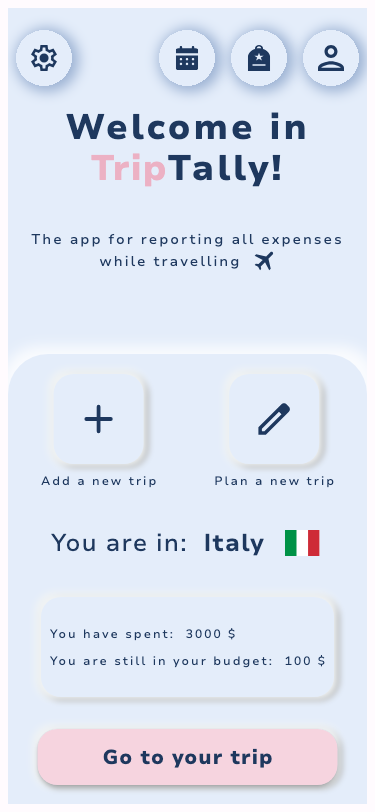 Welcome in
TripTally!
The app for reporting all expenses
while travelling
Add a new trip
Plan a new trip
You are in: Italy
You have spent: 3000 $
You are still in your budget: 100 $
Go to your trip